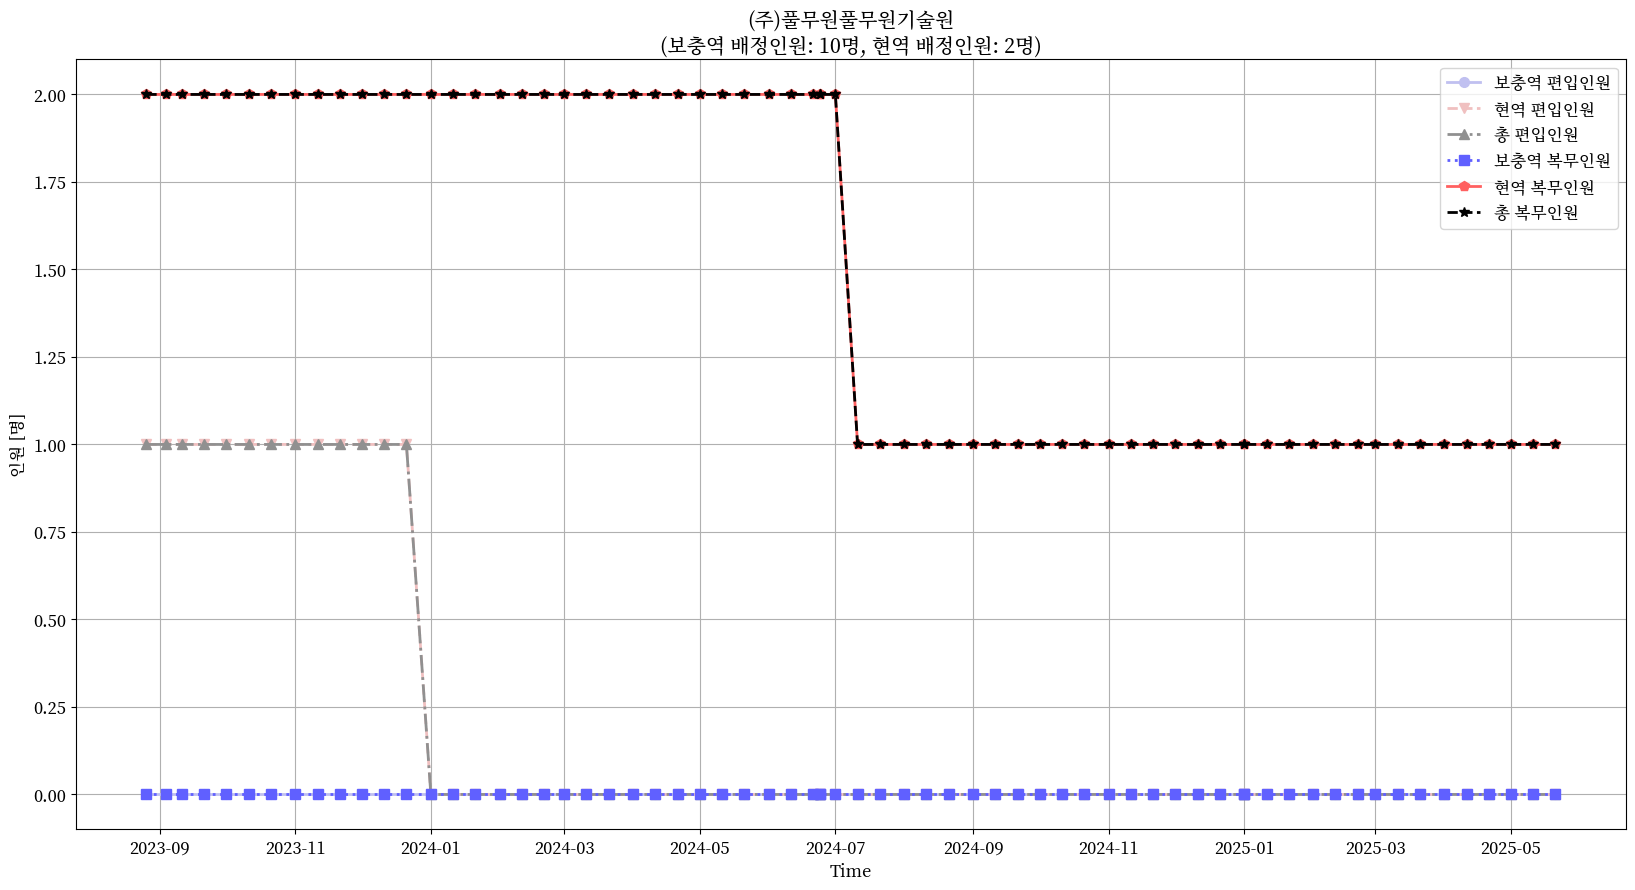 (주)풀무원풀무원기술원
(보충역 배정인원: 10명, 현역 배정인원: 2명)
보충역 편입인원
현역 편입인원
총 편입인원
보충역 복무인원
현역 복무인원
총 복무인원
인원 [명]
2.00
1.75
1.50
1.25
1.00
0.75
0.50
0.25
0.00
2023-09 2023-11 2024-01 2024-03 2024-05 2024-07 2024-09 2024-11 2025-01 2025-03 2025-05
Time